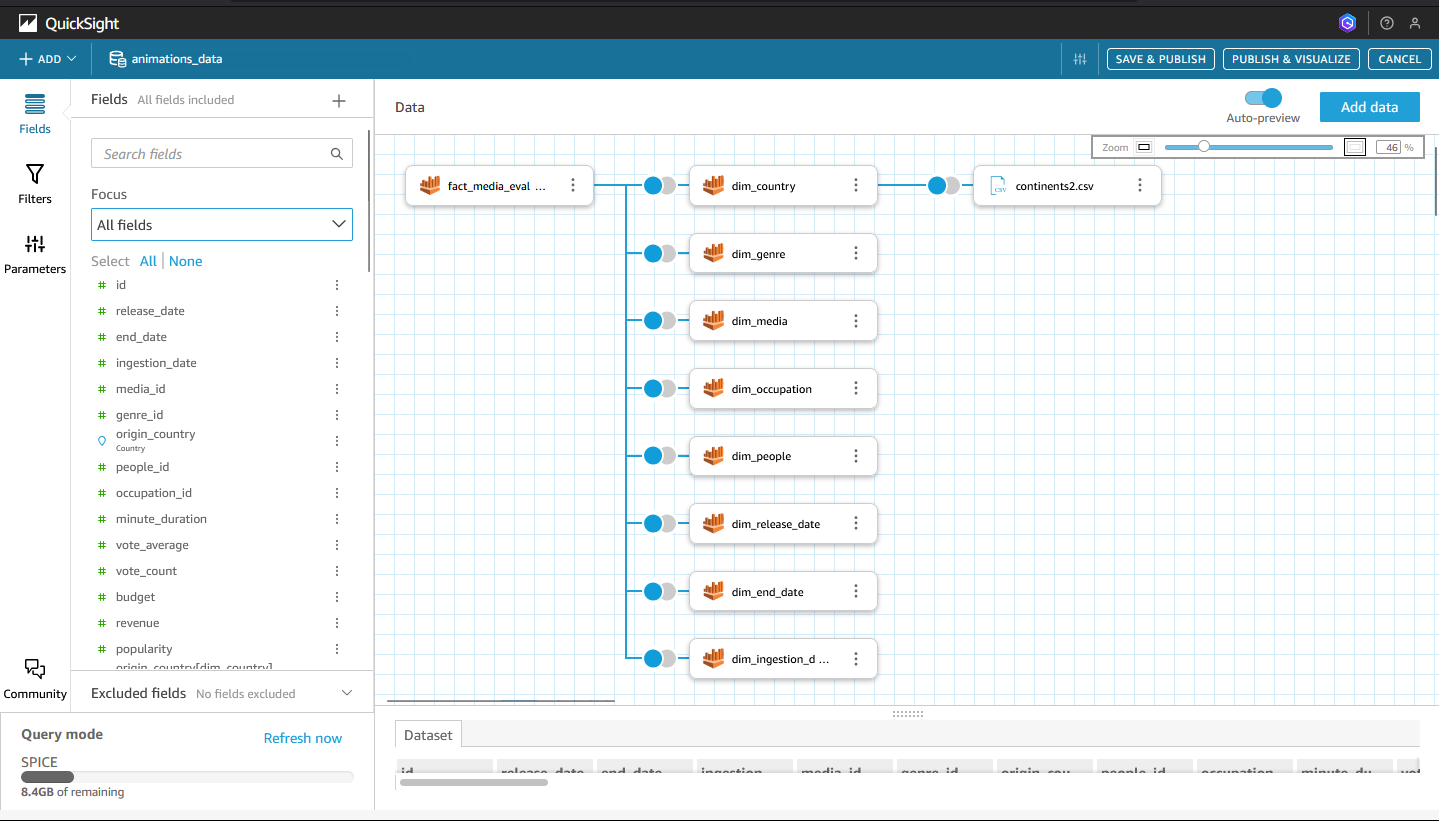 QuickSight
ADD
animations_data
SAVE & PUBLISH
PUBLISH & VISUALIZE
CANCEL
Fields
Filters
Parameters
Community
Fields All fields included
Search fields
Focus
All fields
Select All None
id
release_date
end_date
ingestion_date
media_id
genre_id
origin_country
Country
people_id
occupation_id
minute_duration
vote_average
vote_count
budget
revenue
popularity
origin_country[dim_country]
Excluded fields No fields excluded
Query mode
Refresh now
SPICE
8.4GB of remaining
Data
Auto-preview
Add data
Zoom 46 %
fact_media_eval ...
dim_country
CSV
continents2.csv
dim_genre
dim_media
dim_occupation
dim_people
dim_release_date
dim_end_date
dim_ingestion_d ...
Dataset
id release_date end_date ingestion media_id genre_id origin_cou people_id occupation minute_du vot